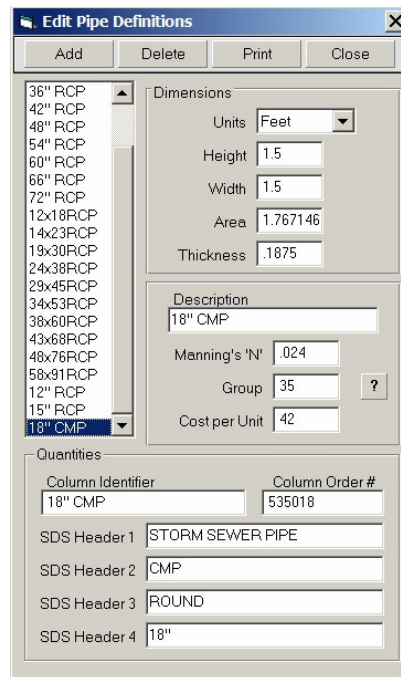 Edit Pipe Definitions
Add Delete Print Close
36" RCP
42" RCP
48" RCP
54" RCP
60" RCP
66" RCP
72" RCP
12x18RCP
14x23RCP
19x30RCP
24x38RCP
29x45RCP
34x53RCP
38x60RCP
43x68RCP
48x76RCP
58x91RCP
12" RCP
15" RCP
18" CMP
Dimensions
Units Feet
Height 1.5
Width 1.5
Area 1.767146
Thickness .1875
Description
18" CMP
Manning's 'N' .024
Group 35 ?
Cost per Unit 42
Quantities
Column Identifier Column Order #
18" CMP 535018
SDS Header 1 STORM SEWER PIPE
SDS Header 2 CMP
SDS Header 3 ROUND
SDS Header 4 18"